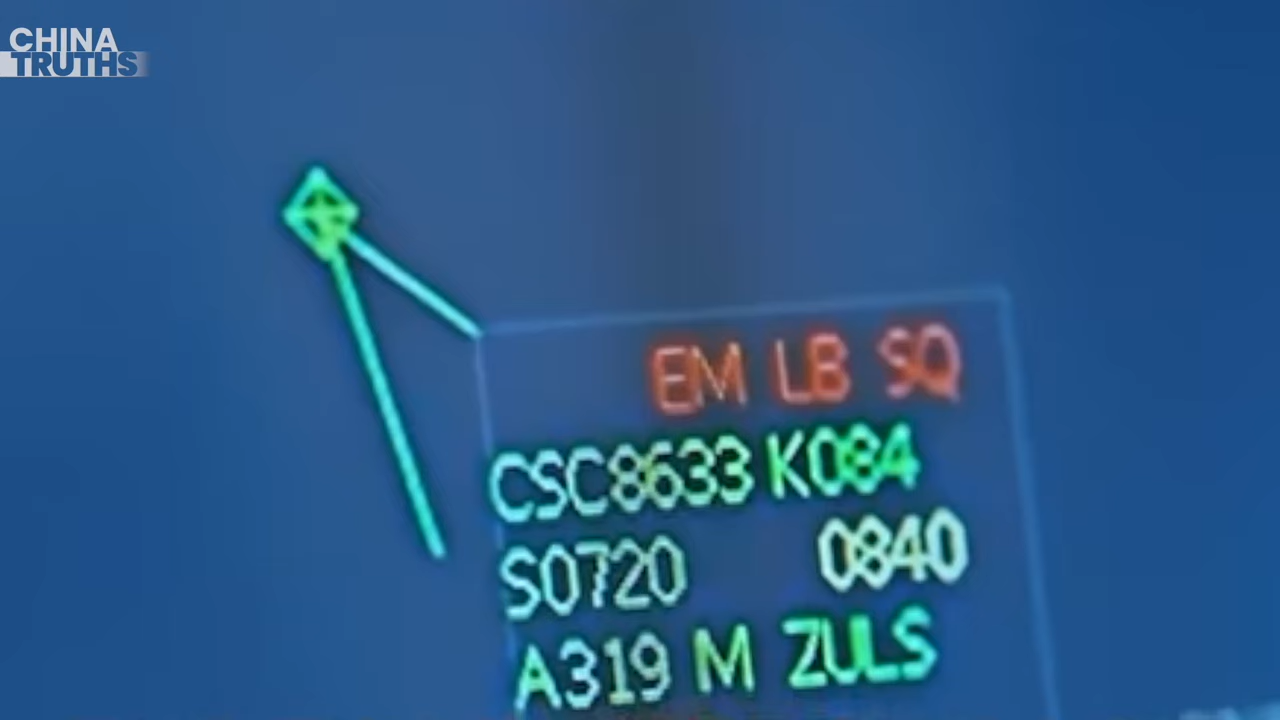 CHINA
TRUTHS
EM LB SQ
CSC8633 K084
S0720 0840
A319 M ZULS